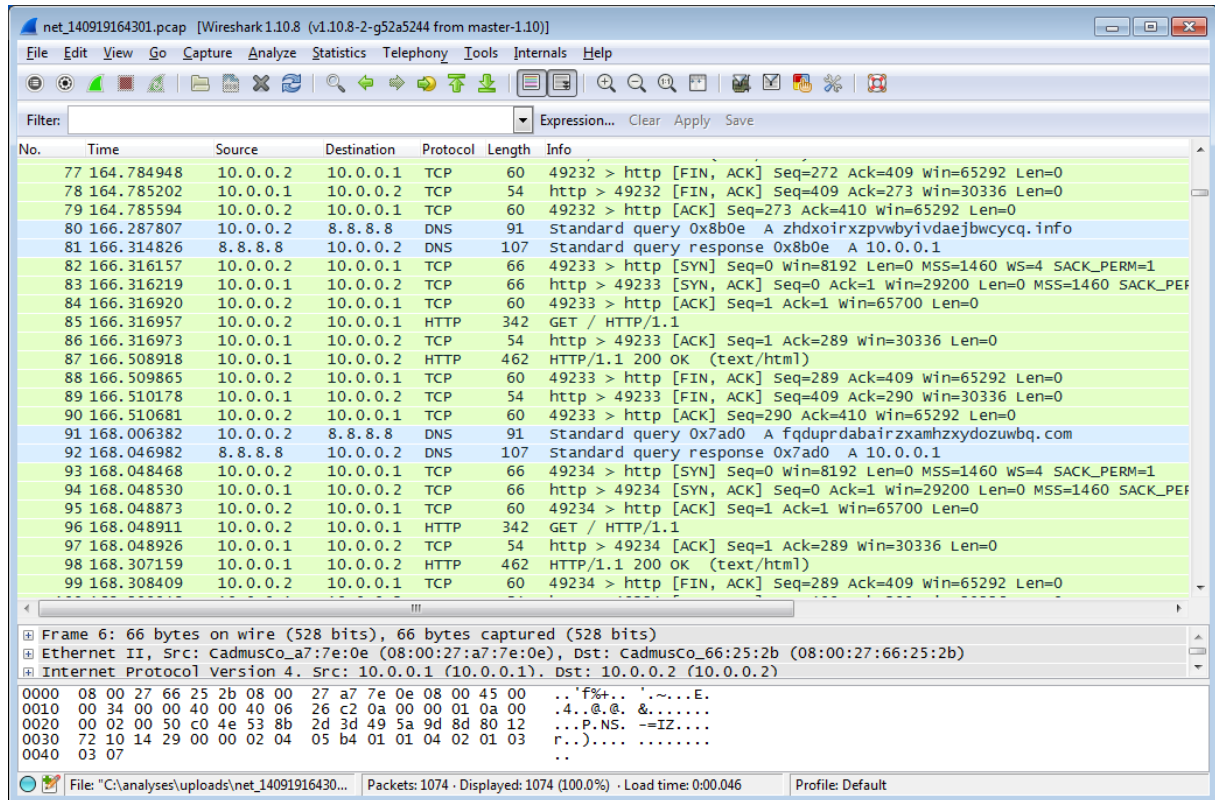 net_140919164301.pcap [Wireshark 1.10.8 (v1.10.8-2-g52a5244 from master-1.10)]
File Edit View Go Capture Analyze Statistics Telephony Tools Internals Help
Filter: Expression... Clear Apply Save
No. Time Source Destination Protocol Length Info
77 164.784948 10.0.0.2 10.0.0.1 TCP 60 49232 > http [FIN, ACK] Seq=272 Ack=409 Win=65292 Len=0
78 164.785202 10.0.0.1 10.0.0.2 TCP 54 http > 49232 [FIN, ACK] Seq=409 Ack=273 Win=30336 Len=0
79 164.785594 10.0.0.2 10.0.0.1 TCP 60 49232 > http [ACK] Seq=273 Ack=410 Win=65292 Len=0
80 166.287807 10.0.0.2 8.8.8.8 DNS 91 Standard query 0x8b0e A zhdxoirxzpvwbyivdaejbwcycq.info
81 166.314826 8.8.8.8 10.0.0.2 DNS 107 Standard query response 0x8b0e A 10.0.0.1
82 166.316157 10.0.0.2 10.0.0.1 TCP 66 49233 > http [SYN] Seq=0 Win=8192 Len=0 MSS=1460 WS=4 SACK_PERM=1
83 166.316219 10.0.0.1 10.0.0.2 TCP 66 http > 49233 [SYN, ACK] Seq=0 Ack=1 Win=29200 Len=0 MSS=1460 SACK_PER
84 166.316920 10.0.0.2 10.0.0.1 TCP 60 49233 > http [ACK] Seq=1 Ack=1 Win=65700 Len=0
85 166.316957 10.0.0.2 10.0.0.1 HTTP 342 GET / HTTP/1.1
86 166.316973 10.0.0.1 10.0.0.2 TCP 54 http > 49233 [ACK] Seq=1 Ack=289 Win=30336 Len=0
87 166.508918 10.0.0.1 10.0.0.2 HTTP 462 HTTP/1.1 200 OK (text/html)
88 166.509865 10.0.0.2 10.0.0.1 TCP 60 49233 > http [FIN, ACK] Seq=289 Ack=409 Win=65292 Len=0
89 166.510178 10.0.0.1 10.0.0.2 TCP 54 http > 49233 [FIN, ACK] Seq=409 Ack=290 Win=30336 Len=0
90 166.510681 10.0.0.2 10.0.0.1 TCP 60 49233 > http [ACK] Seq=290 Ack=410 Win=65292 Len=0
91 168.006382 10.0.0.2 8.8.8.8 DNS 91 Standard query 0x7ad0 A fqduprdabairzxamhzxydozuwbq.com
92 168.046982 8.8.8.8 10.0.0.2 DNS 107 Standard query response 0x7ad0 A 10.0.0.1
93 168.048468 10.0.0.2 10.0.0.1 TCP 66 49234 > http [SYN] Seq=0 Win=8192 Len=0 MSS=1460 WS=4 SACK_PERM=1
94 168.048530 10.0.0.1 10.0.0.2 TCP 66 http > 49234 [SYN, ACK] Seq=0 Ack=1 Win=29200 Len=0 MSS=1460 SACK_PER
95 168.048873 10.0.0.2 10.0.0.1 TCP 60 49234 > http [ACK] Seq=1 Ack=1 Win=65700 Len=0
96 168.048911 10.0.0.2 10.0.0.1 HTTP 342 GET / HTTP/1.1
97 168.048926 10.0.0.1 10.0.0.2 TCP 54 http > 49234 [ACK] Seq=1 Ack=289 Win=30336 Len=0
98 168.307159 10.0.0.1 10.0.0.2 HTTP 462 HTTP/1.1 200 OK (text/html)
99 168.308409 10.0.0.2 10.0.0.1 TCP 60 49234 > http [FIN, ACK] Seq=289 Ack=409 Win=65292 Len=0
Frame 6: 66 bytes on wire (528 bits), 66 bytes captured (528 bits)
Ethernet II, Src: CadmusCo_a7:7e:0e (08:00:27:a7:7e:0e), Dst: CadmusCo_66:25:2b (08:00:27:66:25:2b)
Internet Protocol Version 4, Src: 10.0.0.1 (10.0.0.1), Dst: 10.0.0.2 (10.0.0.2)
0000 08 00 27 66 25 2b 08 00 27 a7 7e 0e 08 00 45 00 ..'f%+.. '.~...E.
0010 00 34 00 00 40 00 40 06 26 c2 0a 00 00 01 0a 00 .4..@.@. &.......
0020 00 02 00 50 c0 4e 53 8b 2d 3d 49 5a 9d 8d 80 12 ...P.NS. -=IZ....
0030 72 10 14 29 00 00 02 04 05 b4 01 01 04 02 01 03 r..).... ........
0040 03 07 ..
File: "C:\analyses\uploads\net_14091916430... Packets: 1074 · Displayed: 1074 (100.0%) · Load time: 0:00.046 Profile: Default